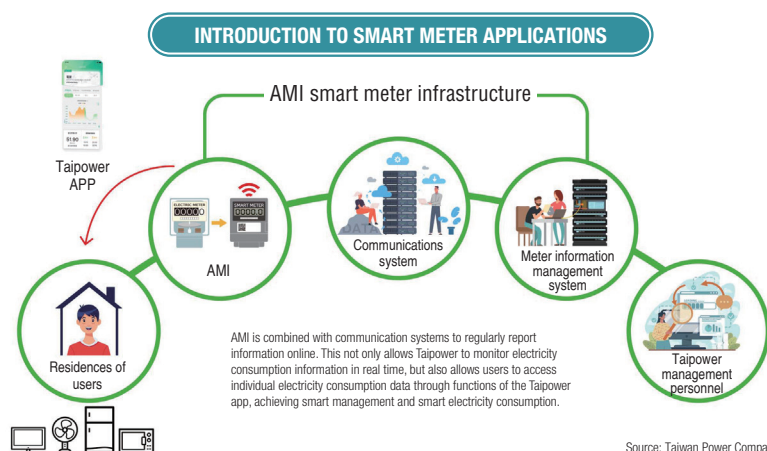 INTRODUCTION TO SMART METER APPLICATIONS
AMI smart meter infrastructure
Taipower
APP
ELECTRIC METER
SMART METER
AMI
DATA
Communications
system
Meter information
management
system
Residences of
users
Taipower
management
personnel
AMI is combined with communication systems to regularly report
information online. This not only allows Taipower to monitor electricity
consumption information in real time, but also allows users to access
individual electricity consumption data through functions of the Taipower
app, achieving smart management and smart electricity consumption.
Source: Taiwan Power Compa